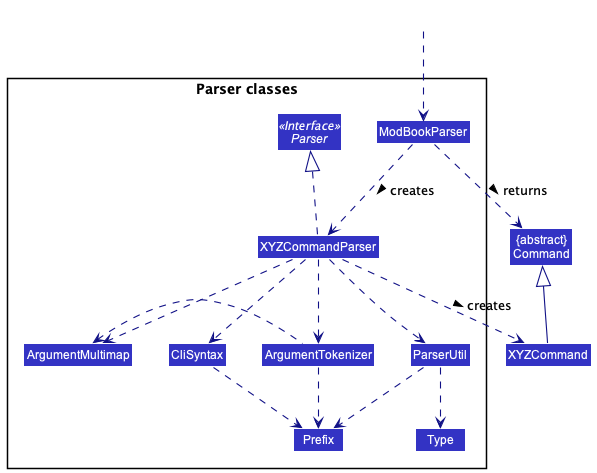 Parser classes
«Interface»
Parser
ModBookParser
creates
returns
{abstract}
Command
XYZCommandParser
creates
ArgumentMultimap
CliSyntax
ArgumentTokenizer
ParserUtil
XYZCommand
Prefix
Type